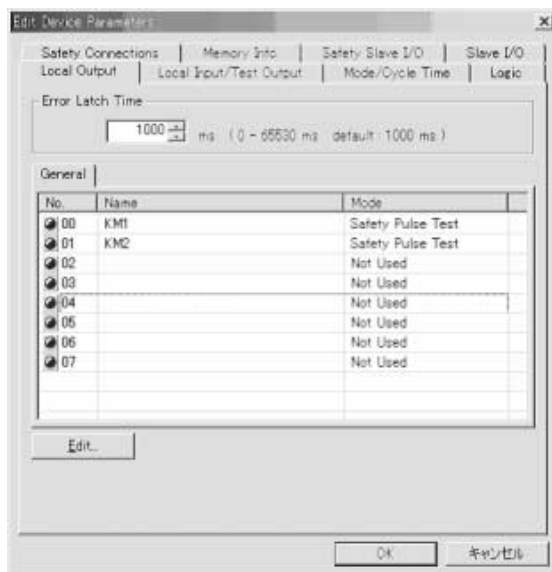 Edit Device Parameters
Safety Connections Memory Info Safety Slave I/O Slave I/O
Local Output Local Input/Test Output Mode/Cycle Time Logic
Error Latch Time
1000 ms ( 0 - 65530 ms default : 1000 ms )
General
No. Name Mode
00 KM1 Safety Pulse Test
01 KM2 Safety Pulse Test
02 Not Used
03 Not Used
04 Not Used
05 Not Used
06 Not Used
07 Not Used
Edit...
OK キャンセル